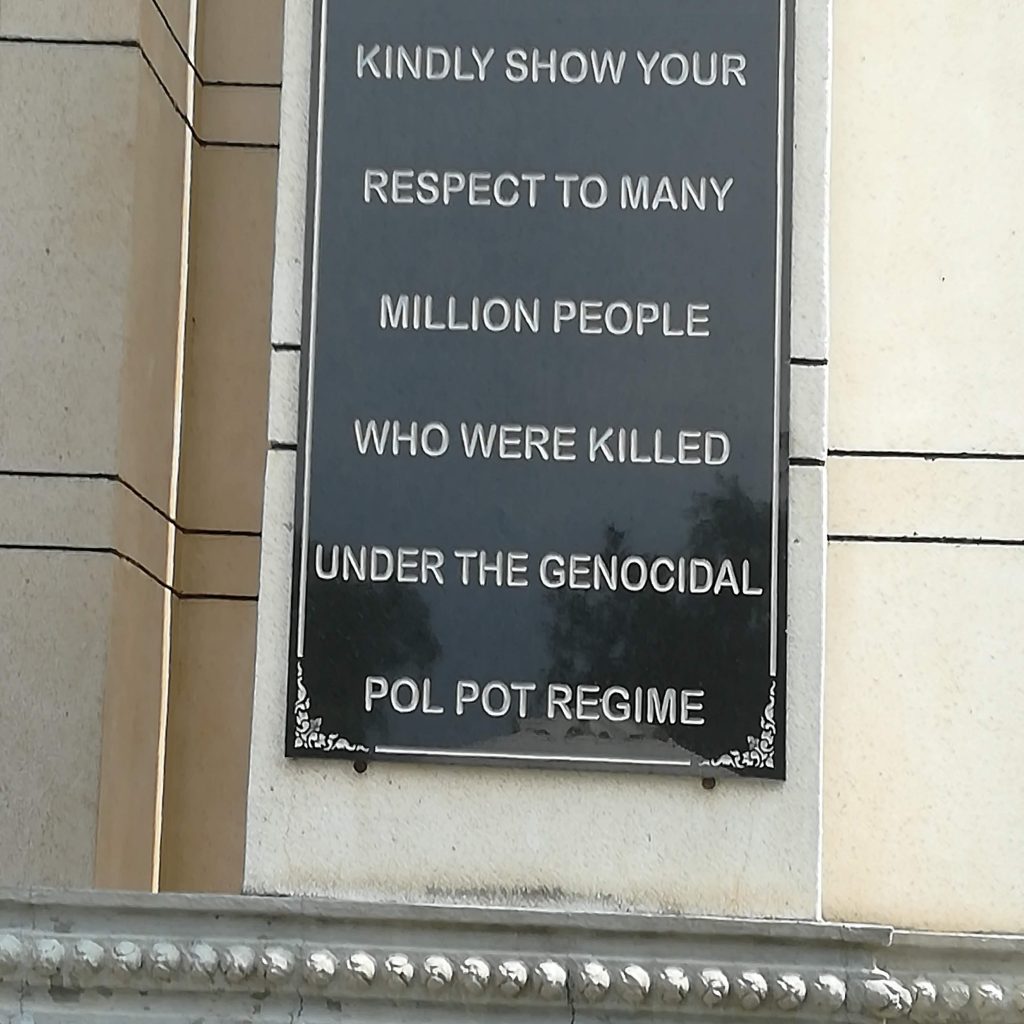 KINDLY SHOW YOUR
RESPECT TO MANY
MILLION PEOPLE
WHO WERE KILLED
UNDER THE GENOCIDAL
POL POT REGIME